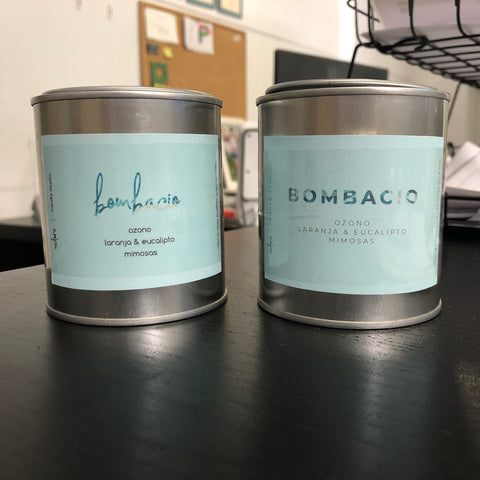 bombacio
ozono
laranja & eucalipto
mimosas
BOMBACIO
OZONO
LARANJA & EUCALIPTO
MIMOSAS